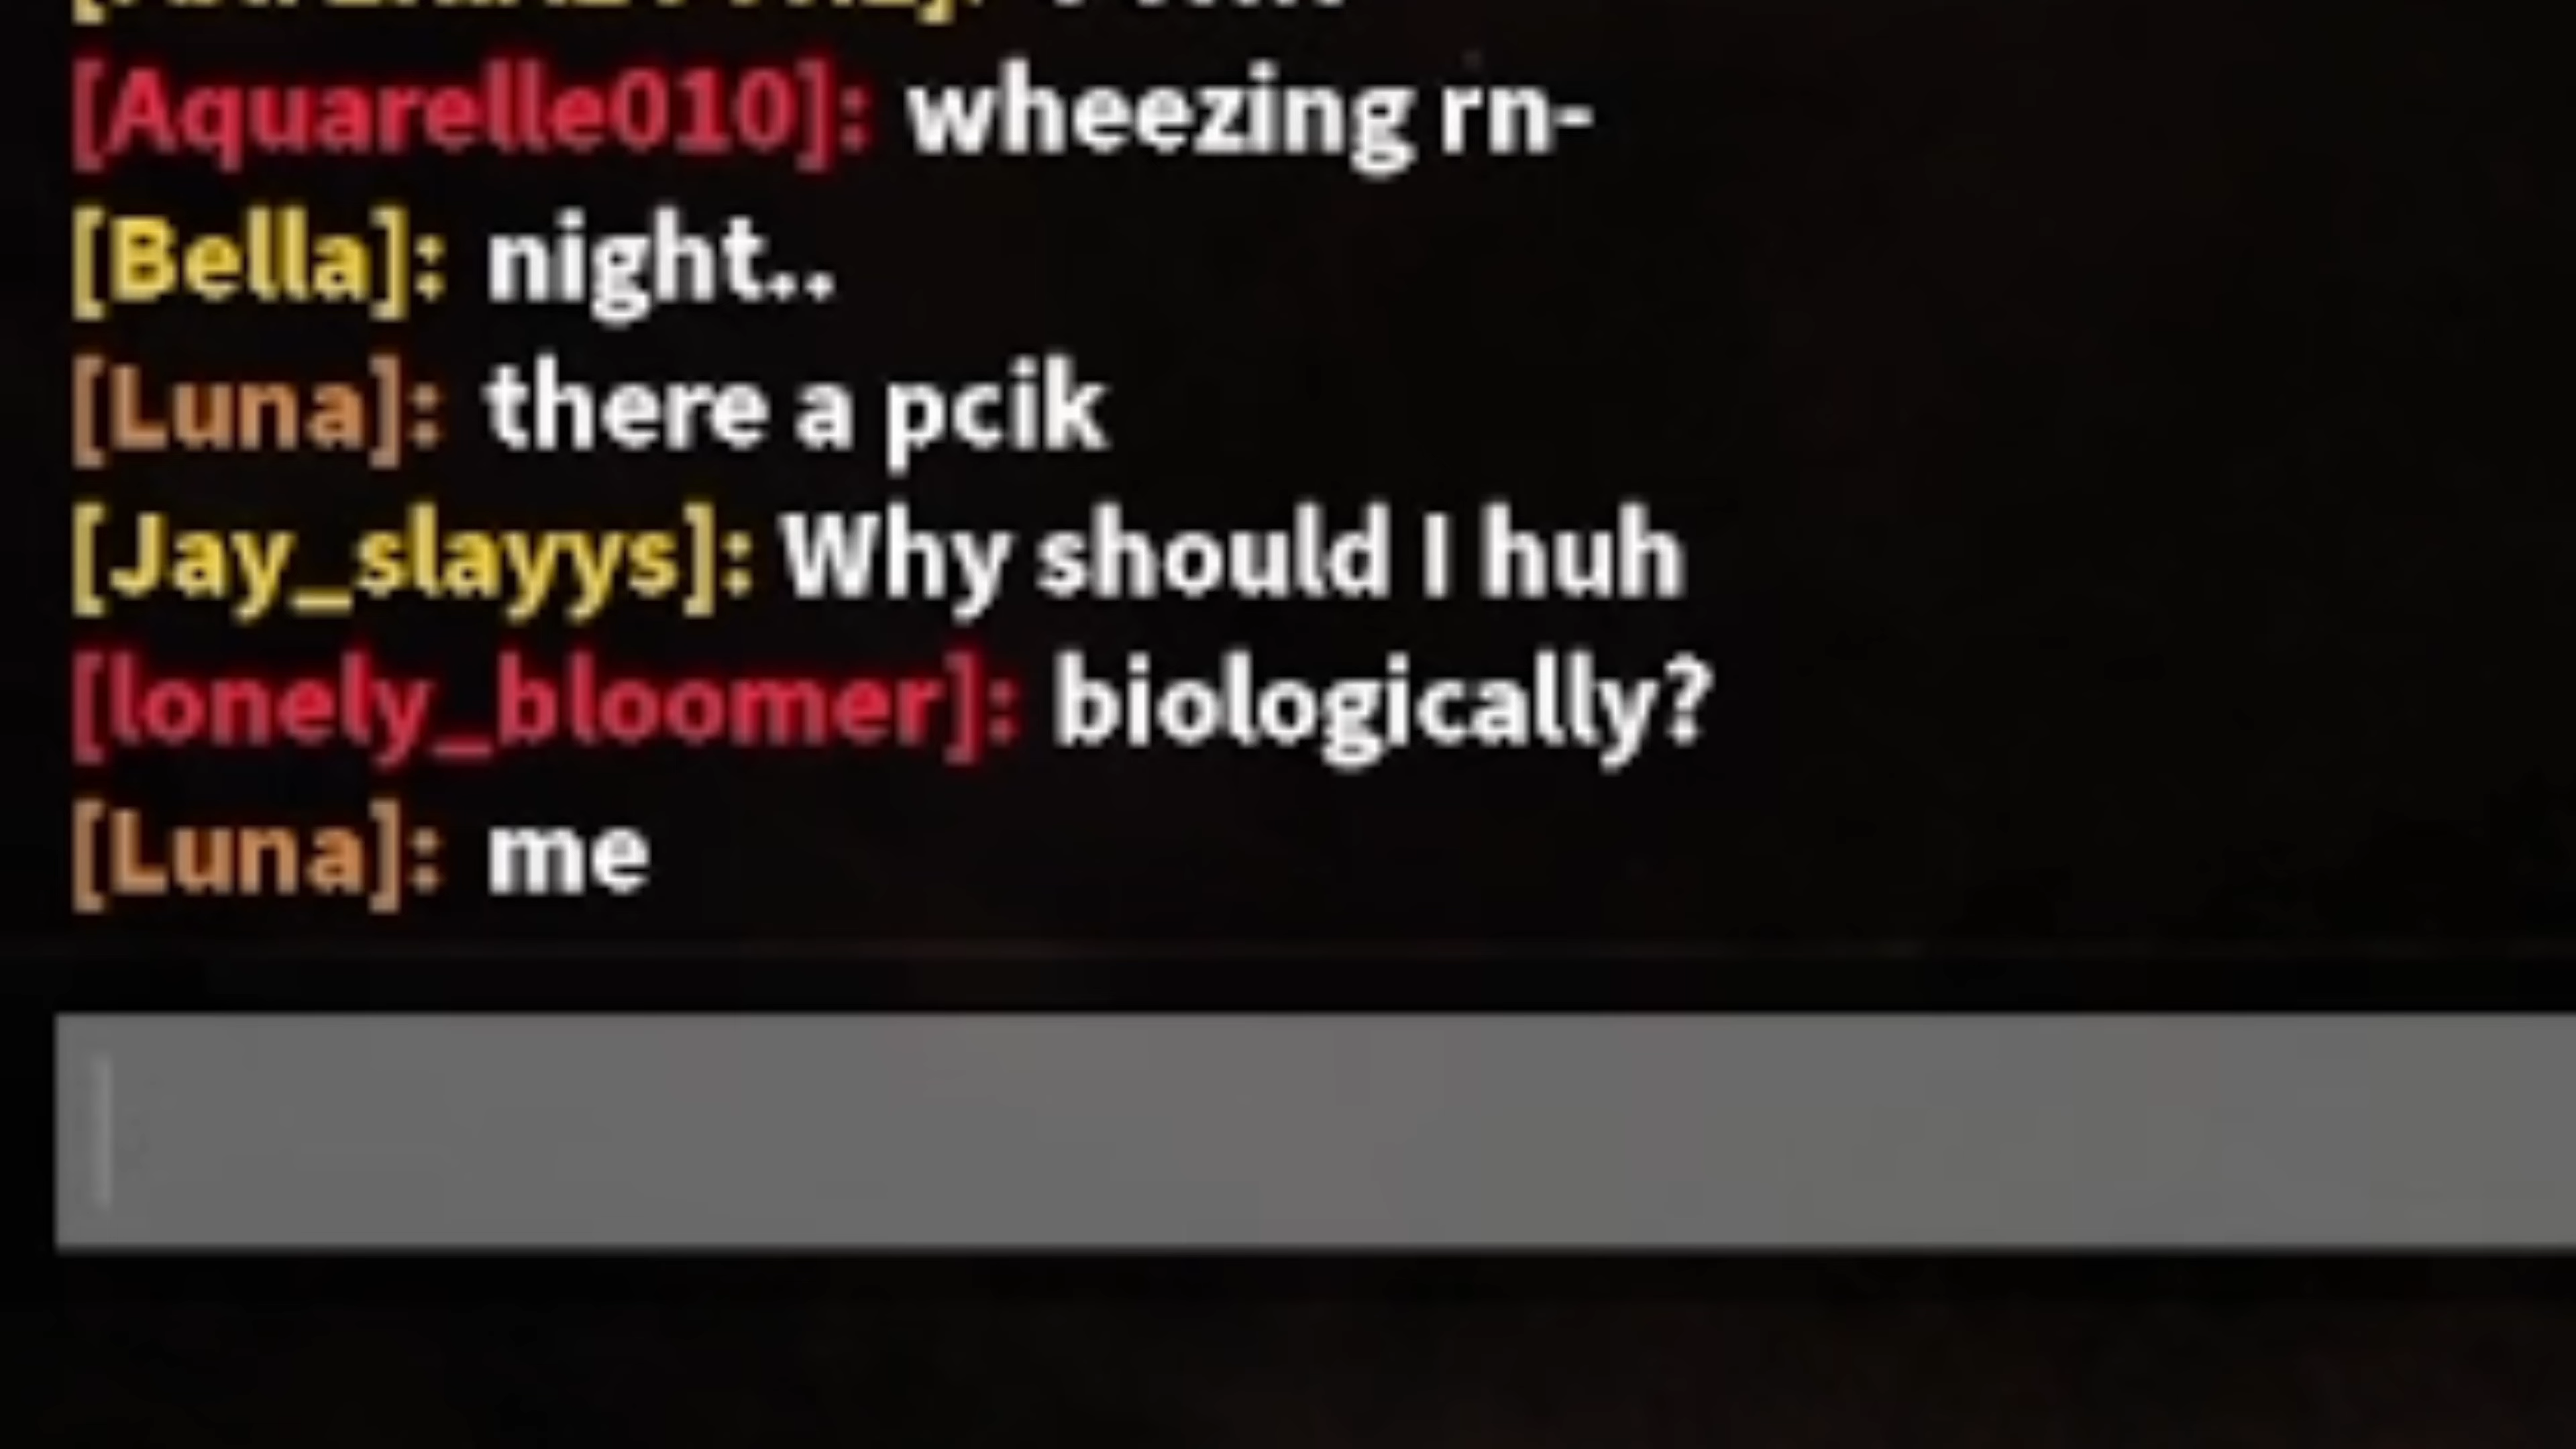 [Aquarelle010]: wheezing rn-
[Bella]: night..
[Luna]: there a pcik
[Jay_slayys]: Why should I huh
[lonely_bloomer]: biologically?
[Luna]: me